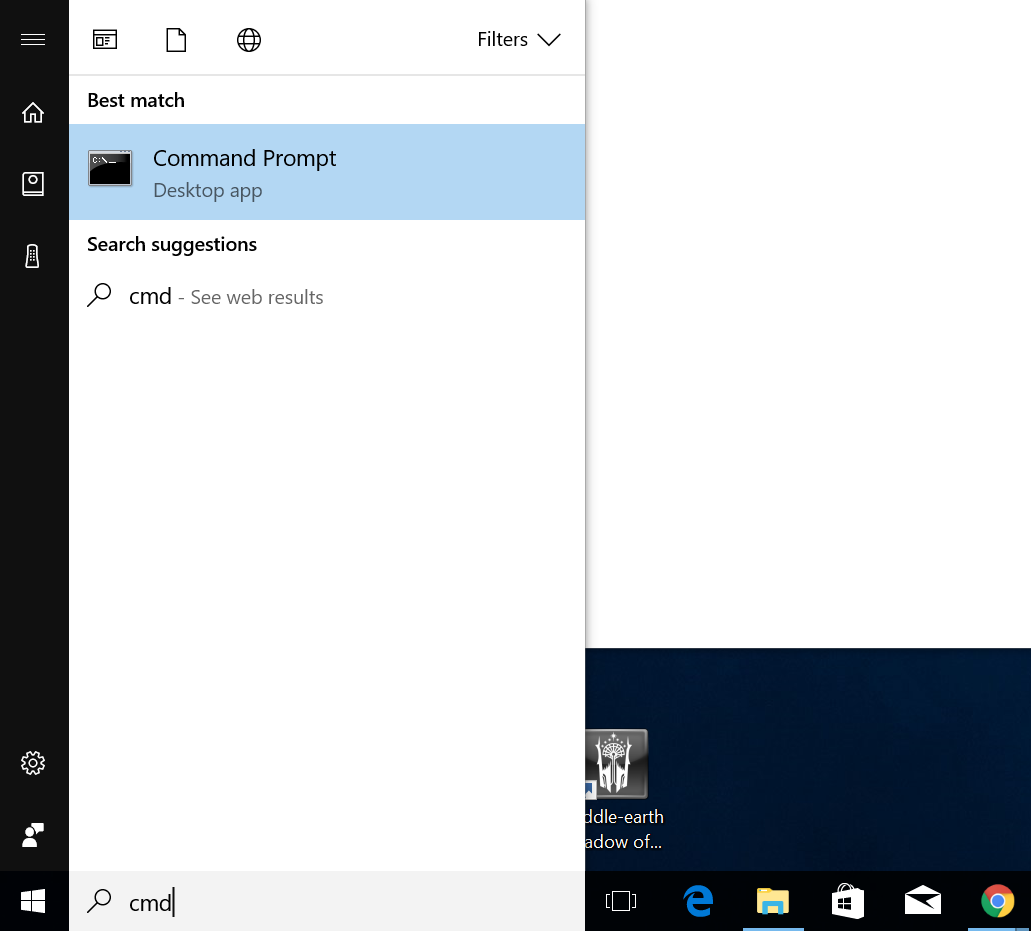 Filters
Best match
C:\_
Command Prompt
Desktop app
Search suggestions
cmd - See web results
ddle-earth
adow of...
cmd